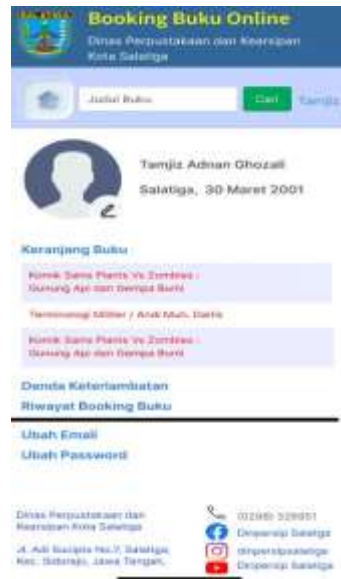 Booking Buku Online
Dinas Perpustakaan dan Kearsipan
Kota Salatiga
Judul Buku
Cari
Tamjiz
Tamjiz Adnan Ghozali
Salatiga, 30 Maret 2001
Keranjang Buku
Komik Sains Plants Vs Zombies :
Gunung Api dan Gempa Bumi
Terminologi Militer / Andi Muh. Darlis
Komik Sains Plants Vs Zombies :
Gunung Api dan Gempa Bumi
Denda Keterlambatan
Riwayat Booking Buku
Ubah Email
Ubah Password
Dinas Perpustakaan dan
Kearsipan Kota Salatiga
Jl. Adi Sucipto No.7, Salatiga,
Kec. Sidorejo, Jawa Tengah,
Dinpersip Salatiga
dinpersipsalatiga
Dinpersip Salatiga